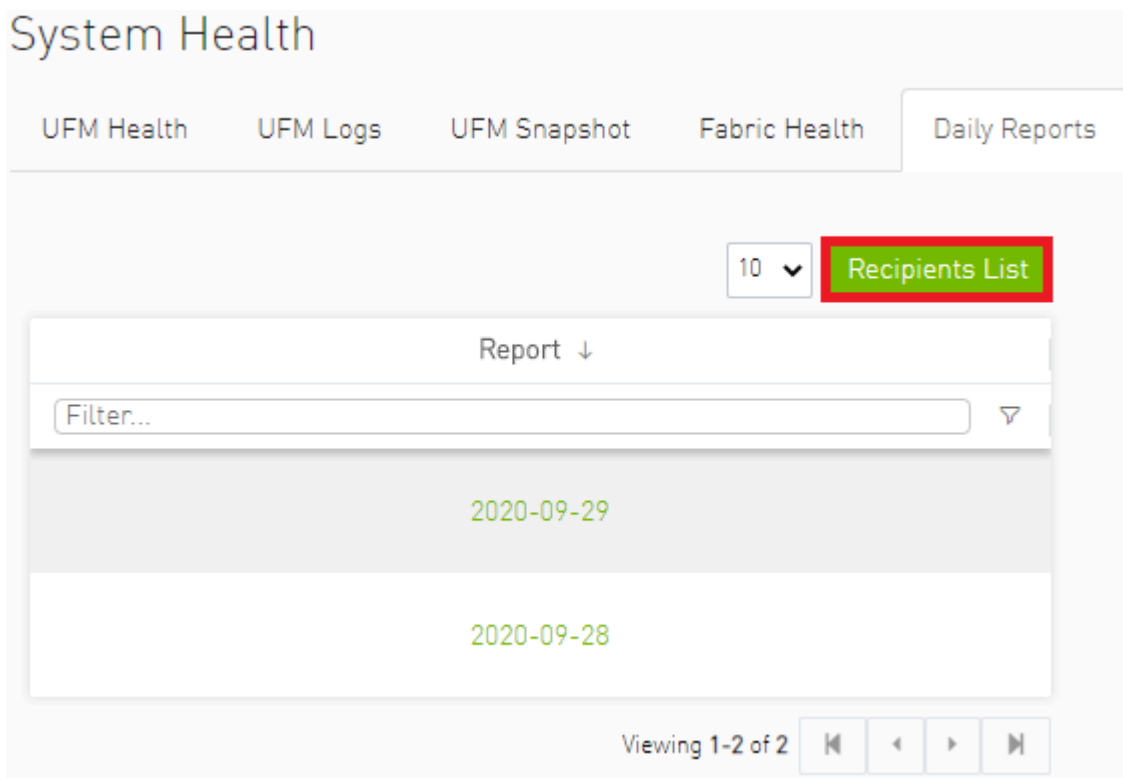 System Health
UFM Health UFM Logs UFM Snapshot Fabric Health Daily Reports
10 Recipients List
Report ↓
Filter...
2020-09-29
2020-09-28
Viewing 1-2 of 2